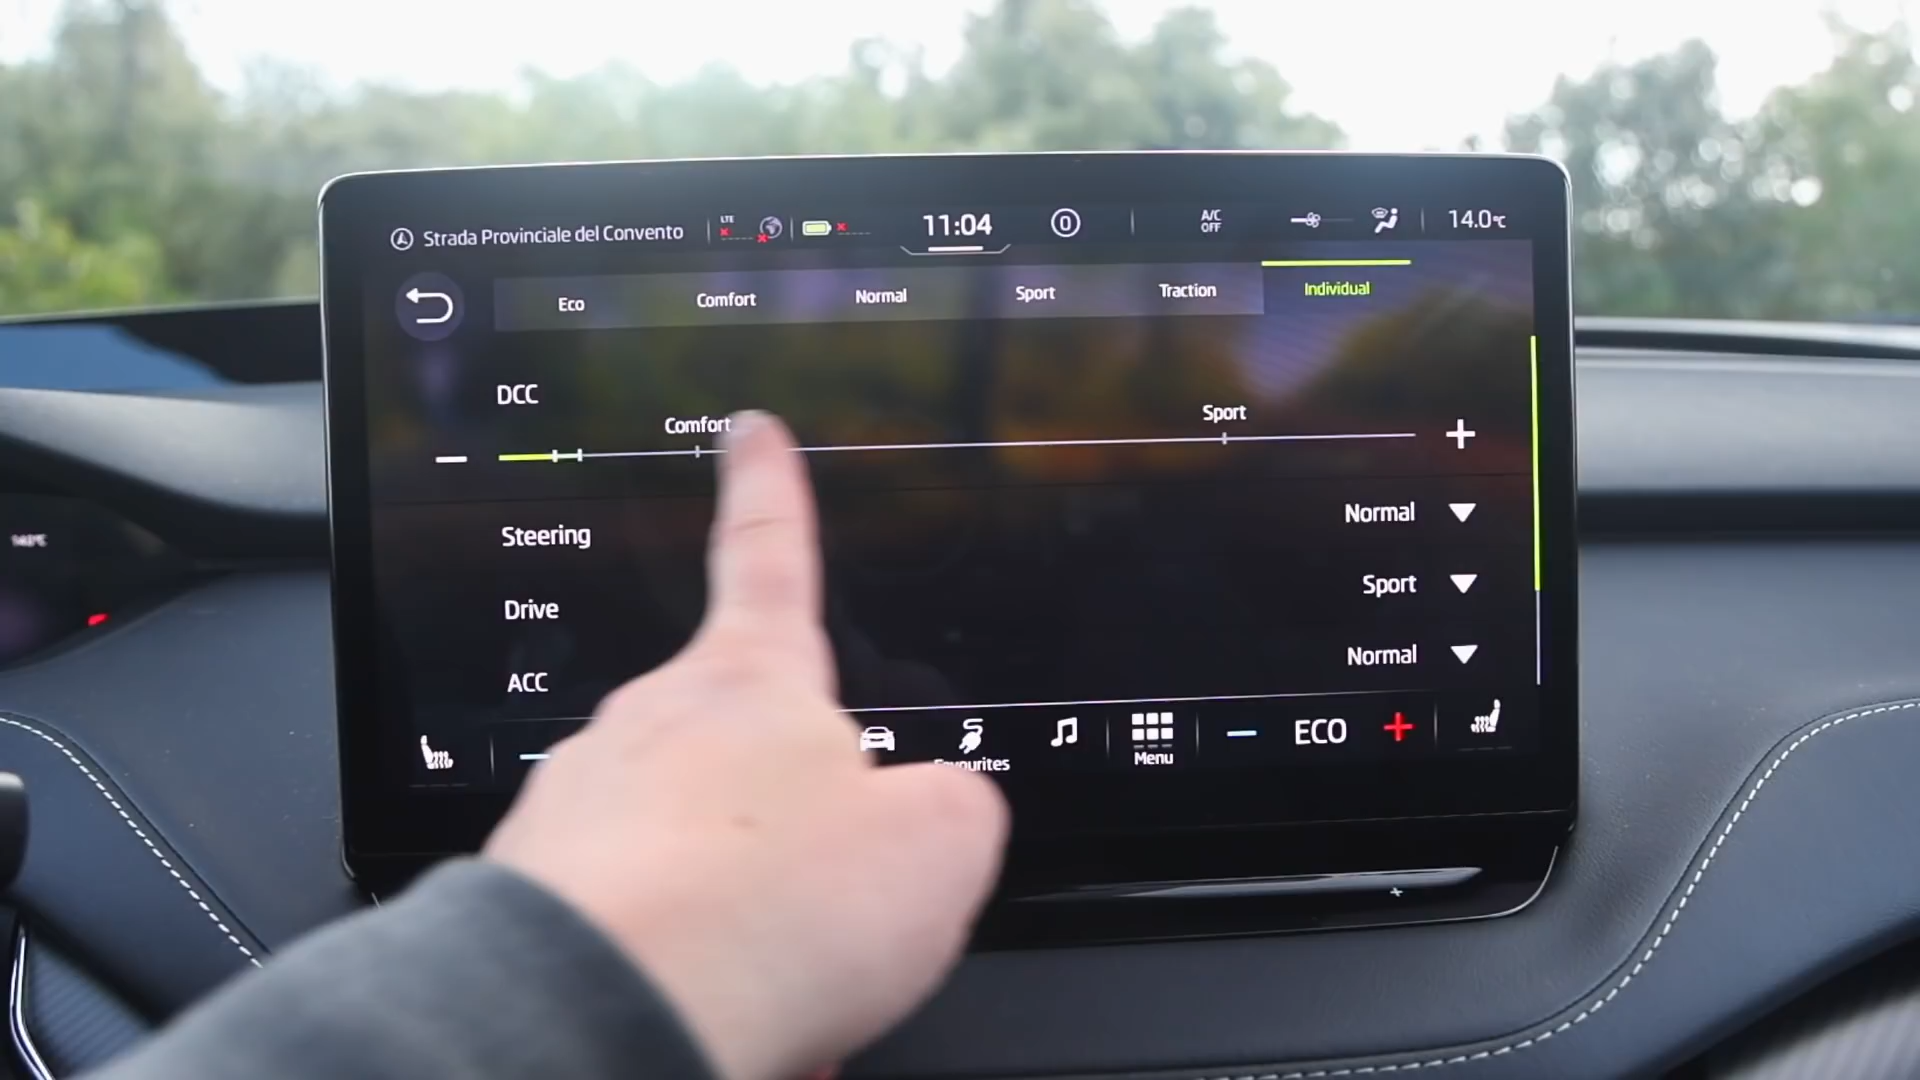 Strada Provinciale del Convento
LTE
11:04
0
A/C
OFF
14.0°C
Eco
Comfort
Normal
Sport
Traction
Individual
DCC
Comfort
Sport
Steering
Normal
Drive
Sport
ACC
Normal
Favourites
Menu
ECO